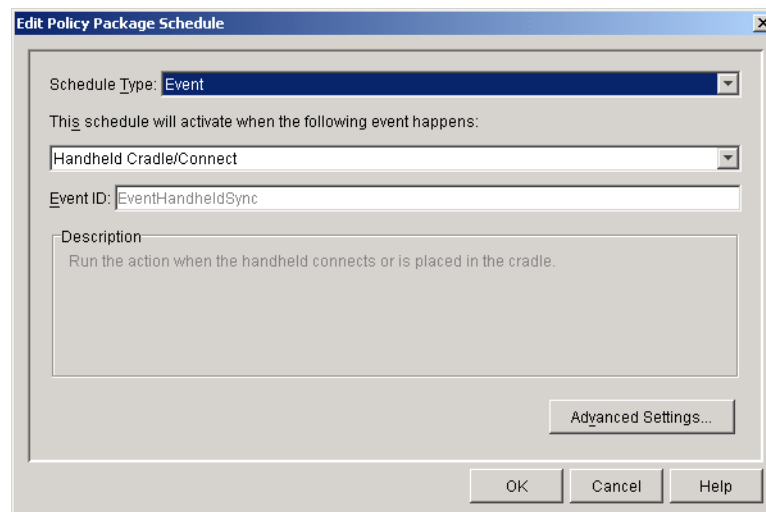 Edit Policy Package Schedule
Schedule Type: Event
This schedule will activate when the following event happens:
Handheld Cradle/Connect
Event ID: EventHandheldSync
Description
Run the action when the handheld connects or is placed in the cradle.
Advanced Settings...
OK Cancel Help